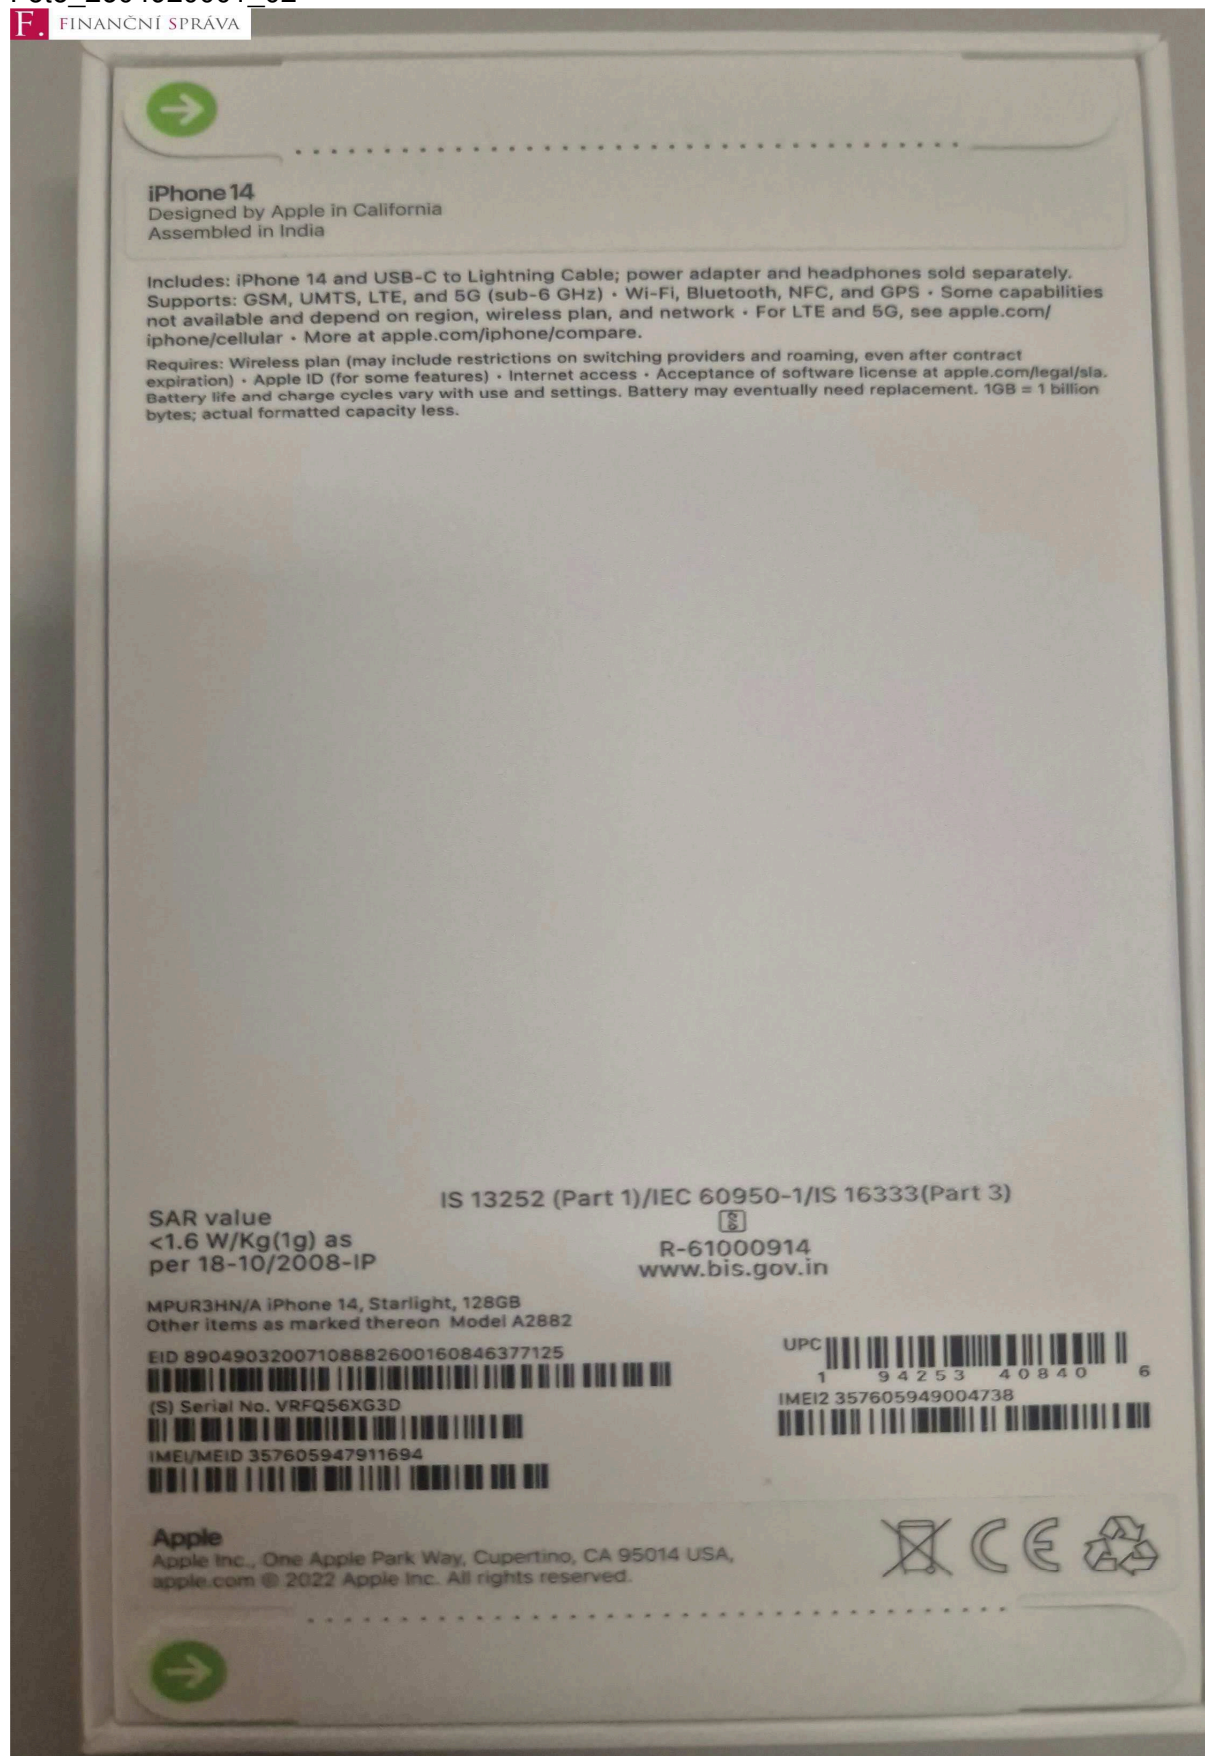 F. FINANČNÍ SPRÁVA
iPhone 14
Designed by Apple in California
Assembled in India
Includes: iPhone 14 and USB-C to Lightning Cable; power adapter and headphones sold separately.
Supports: GSM, UMTS, LTE, and 5G (sub-6 GHz) • Wi-Fi, Bluetooth, NFC, and GPS • Some capabilities
not available and depend on region, wireless plan, and network • For LTE and 5G, see apple.com/
iphone/cellular • More at apple.com/iphone/compare.
Requires: Wireless plan (may include restrictions on switching providers and roaming, even after contract
expiration) • Apple ID (for some features) • Internet access • Acceptance of software license at apple.com/legal/sla.
Battery life and charge cycles vary with use and settings. Battery may eventually need replacement. 1GB = 1 billion
bytes; actual formatted capacity less.
IS 13252 (Part 1)/IEC 60950-1/IS 16333(Part 3)
SAR value
<1.6 W/Kg(1g) as
per 18-10/2008-IP
R-61000914
www.bis.gov.in
MPUR3HN/A iPhone 14, Starlight, 128GB
Other items as marked thereon Model A2882
EID 89049032007108882600160846377125
(S) Serial No. VRFQ56XG3D
IMEI/MEID 357605947911694
UPC
1 94253 40840 6
IMEI2 357605949004738
Apple
Apple Inc., One Apple Park Way, Cupertino, CA 95014 USA,
apple.com © 2022 Apple Inc. All rights reserved.
CE